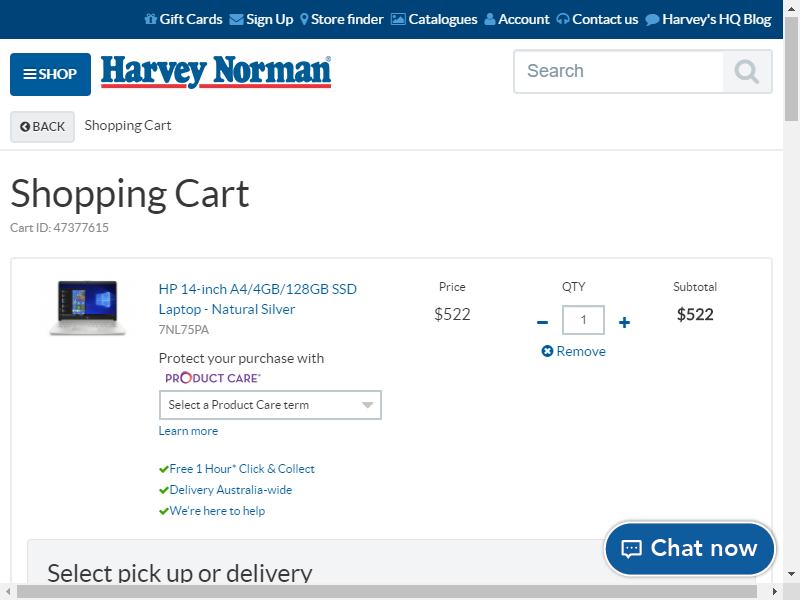 Gift Cards Sign Up Store finder Catalogues Account Contact us Harvey's HQ Blog
SHOP Harvey Norman Search
BACK Shopping Cart
Shopping Cart
Cart ID: 47377615
HP 14-inch A4/4GB/128GB SSD Laptop - Natural Silver
7NL75PA
Price
$522
QTY
1
Remove
Subtotal
$522
Protect your purchase with
PRODUCT CARE
Select a Product Care term
Learn more
Free 1 Hour* Click & Collect
Delivery Australia-wide
We're here to help
Select pick up or delivery
Chat now